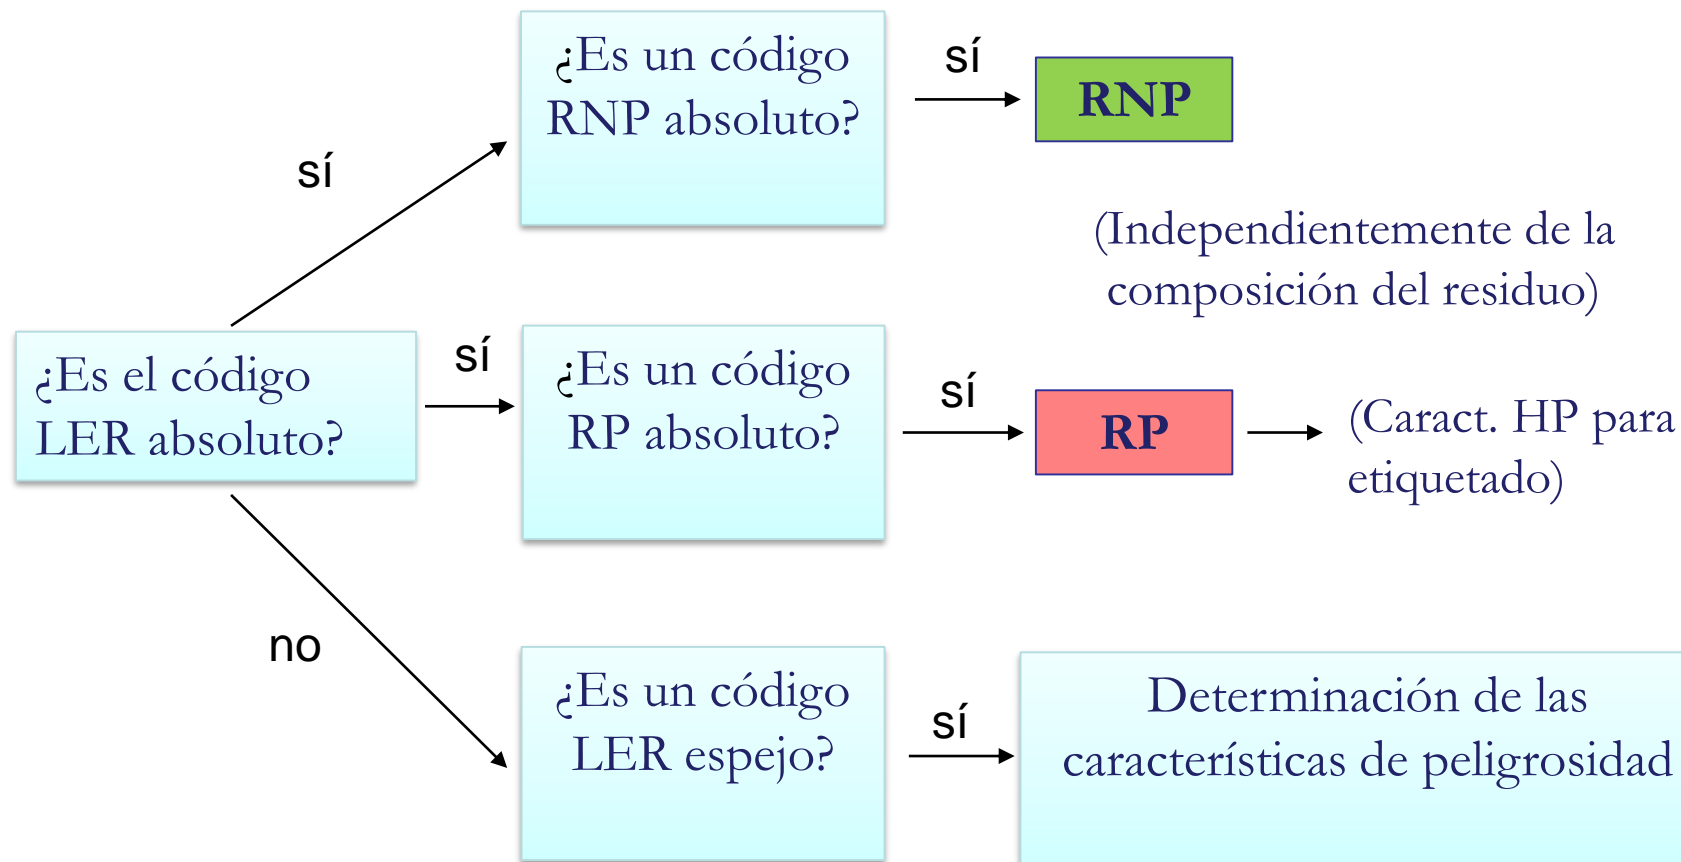 ¿Es un código
RNP absoluto?
sí
RNP
sí
(Independientemente de la
composición del residuo)
¿Es el código
LER absoluto?
sí
¿Es un código
RP absoluto?
sí
RP
(Caract. HP para
etiquetado)
no
¿Es un código
LER espejo?
sí
Determinación de las
características de peligrosidad